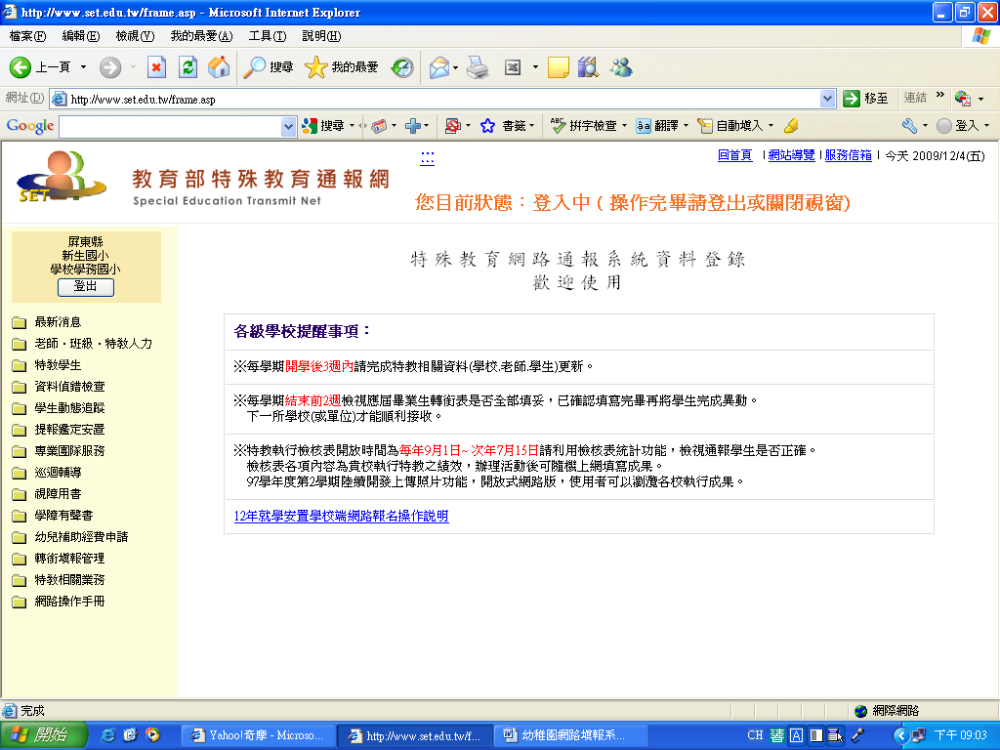 http://www.set.edu.tw/frame.asp - Microsoft Internet Explorer
檔案(F) 編輯(E) 檢視(V) 我的最愛(A) 工具(T) 說明(H)
上一頁 搜尋 我的最愛
網址(D) http://www.set.edu.tw/frame.asp 移至 連結 »
Google 搜尋 書籤 ABC 拼字檢查 翻譯 自動填入 登入
SET
教育部特殊教育通報網
Special Education Transmit Net
:::
回首頁 | 網站導覽 | 服務信箱 | 今天 2009/12/4(五)
您目前狀態：登入中 ( 操作完畢請登出或關閉視窗)
屏東縣
新生國小
學校學務國小
登出
最新消息
老師・班級・特教人力
特教學生
資料偵錯檢查
學生動態追蹤
提報鑑定安置
專業團隊服務
巡迴輔導
視障用書
學障有聲書
幼兒補助經費申請
轉銜填報管理
特教相關業務
網路操作手冊
特殊教育網路通報系統資料登錄
歡迎使用
各級學校提醒事項：
※每學期開學後3週內請完成特教相關資料(學校.老師.學生)更新。
※每學期結束前2週檢視應屆畢業生轉銜表是否全部填妥，已確認填寫完畢再將學生完成異動。
下一所學校(或單位)才能順利接收。
※特教執行檢核表開放時間為每年9月1日~ 次年7月15日請利用檢核表統計功能，檢視通報學生是否正確。
檢核表各項內容為貴校執行特教之績效，辦理活動後可隨機上網填寫成果。
97學年度第2學期陸續開發上傳照片功能，開放式網路版，使用者可以瀏灠各校執行成果。
12年就學安置學校端網路報名操作說明
完成 網際網路
開始 Yahoo!奇摩 - Microso... http://www.set.edu.tw/f... 幼稚園網路填報系... CH 下午 09:03